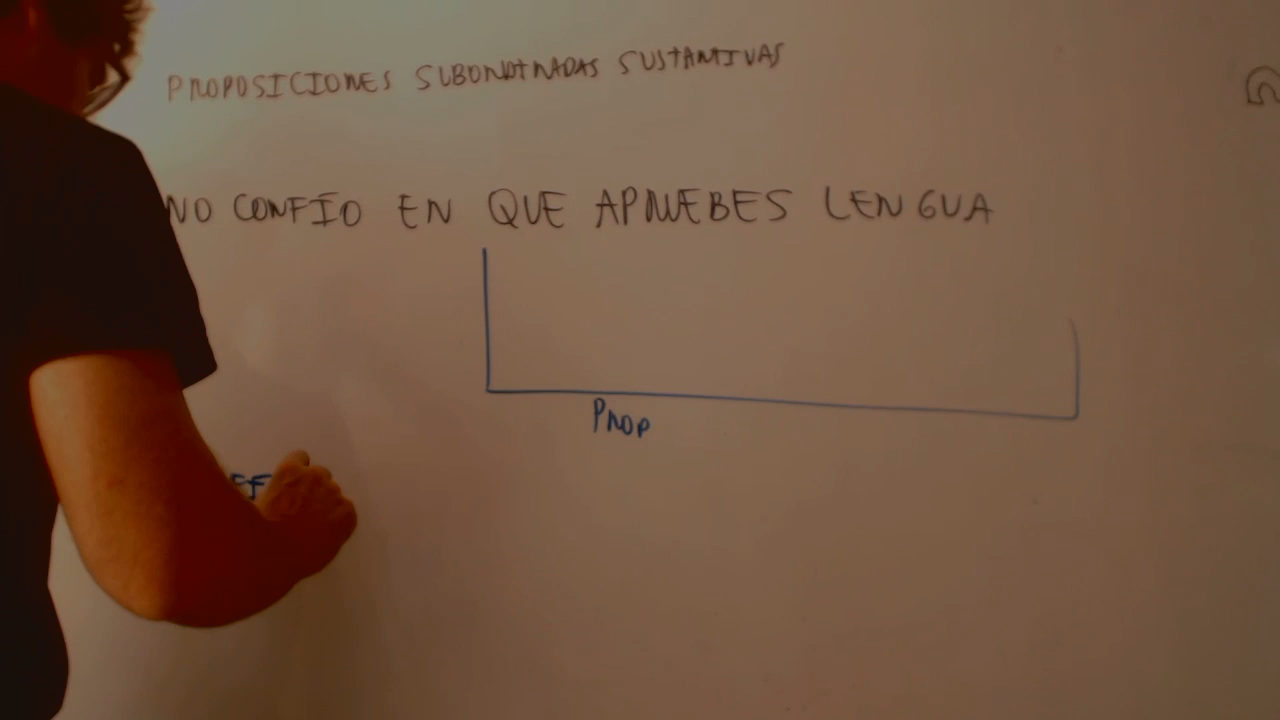 PROPOSICIONES SUBORDINADAS SUSTANTIVAS
NO CONFÍO EN QUE APRUEBES LENGUA
PROP